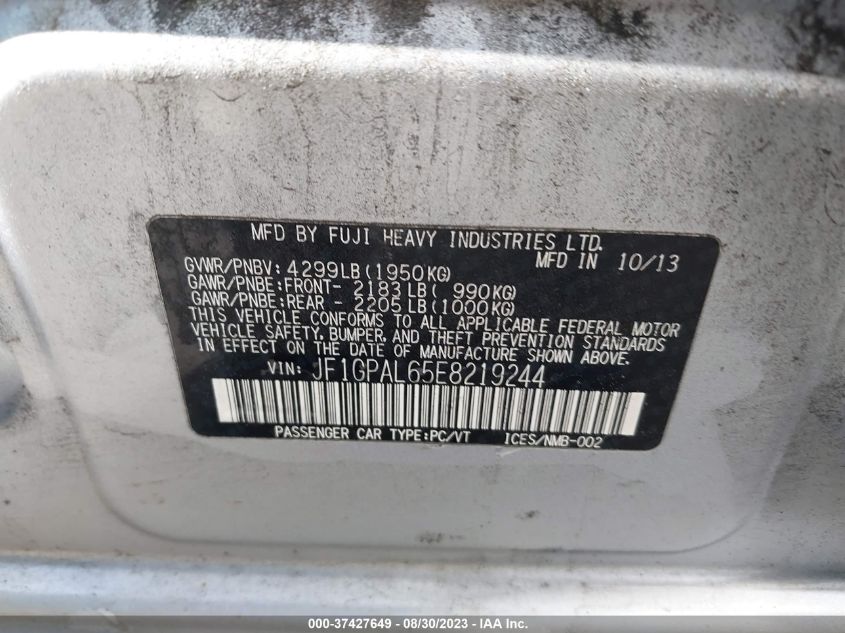 MFD BY FUJI HEAVY INDUSTRIES LTD.
GVWR/PNBV: 4299LB(1950KG) MFD IN 10/13
GAWR/PNBE:FRONT- 2183LB( 990KG)
GAWR/PNBE:REAR - 2205LB(1000KG)
THIS VEHICLE CONFORMS TO ALL APPLICABLE FEDERAL MOTOR
VEHICLE SAFETY, BUMPER, AND THEFT PREVENTION STANDARDS
IN EFFECT ON THE DATE OF MANUFACTURE SHOWN ABOVE.
VIN: JF1GPAL65E8219244
PASSENGER CAR TYPE:PC/VT ICES/NMB-002
000-37427649 - 08/30/2023 - IAA Inc.